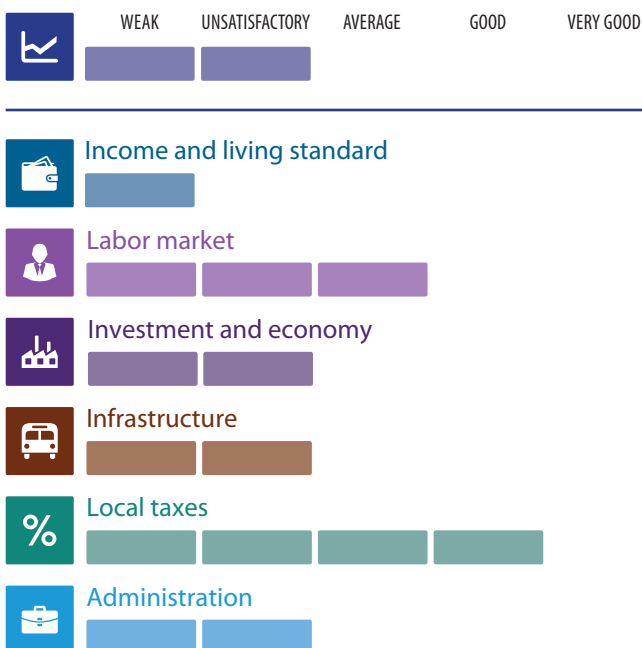 WEAK UNSATISFACTORY AVERAGE GOOD VERY GOOD
Income and living standard
Labor market
Investment and economy
Infrastructure
Local taxes
%
Administration